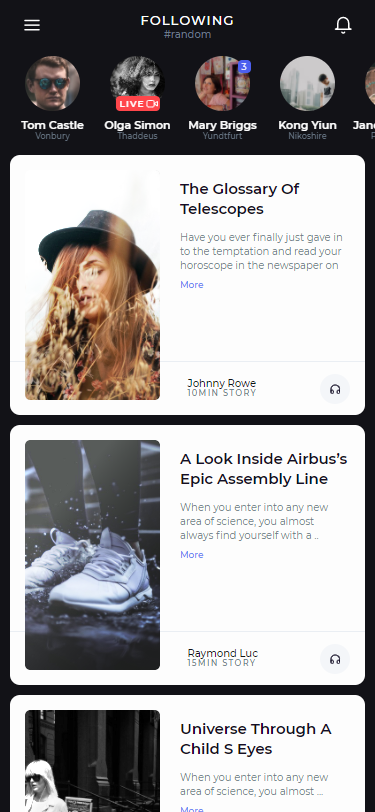 FOLLOWING
#random
3
LIVE
Tom Castle
Olga Simon
Mary Briggs
Kong Yiun
Vonbury
Thaddeus
Yundtfurt
Nikoshire
The Glossary Of
Telescopes
Have you ever finally just gave in
to the temptation and read your
horoscope in the newspaper on
More
Johnny Rowe
10MIN STORY
A Look Inside Airbus's
Epic Assembly Line
When you enter into any new
area of science, you almost
always find yourself with a ..
More
Raymond Luc
15MIN STORY
Universe Through A
Child S Eyes
When you enter into any new
area of science, you almost ...
More